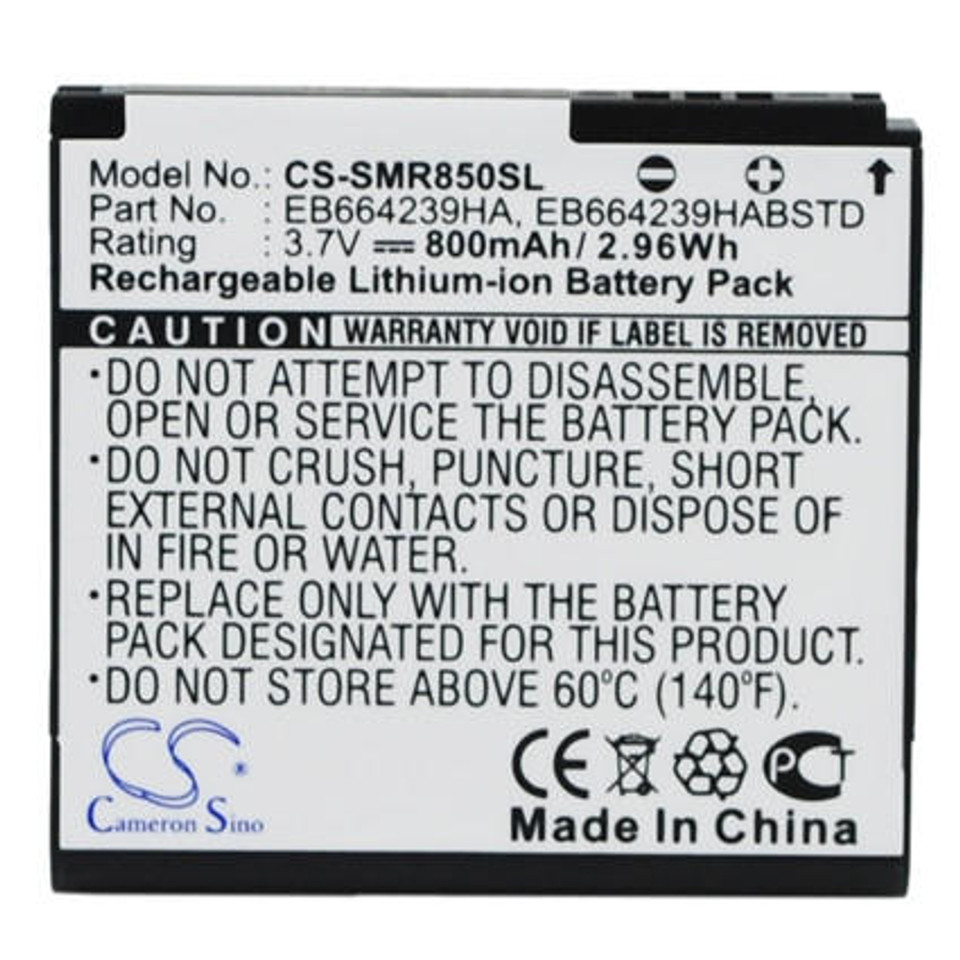 Model No.: CS-SMR850SL
Part No. : EB664239HA, EB664239HABSTD
Rating : 3.7V 800mAh/ 2.96Wh
Rechargeable Lithium-ion Battery Pack
CAUTION WARRANTY VOID IF LABEL IS REMOVED
•DO NOT ATTEMPT TO DISASSEMBLE,
OPEN OR SERVICE THE BATTERY PACK.
•DO NOT CRUSH, PUNCTURE, SHORT
EXTERNAL CONTACTS OR DISPOSE OF
IN FIRE OR WATER.
•REPLACE ONLY WITH THE BATTERY
PACK DESIGNATED FOR THIS PRODUCT.
•DO NOT STORE ABOVE 60°C (140°F).
CS®
Cameron Sino
CE PCT
Made In China